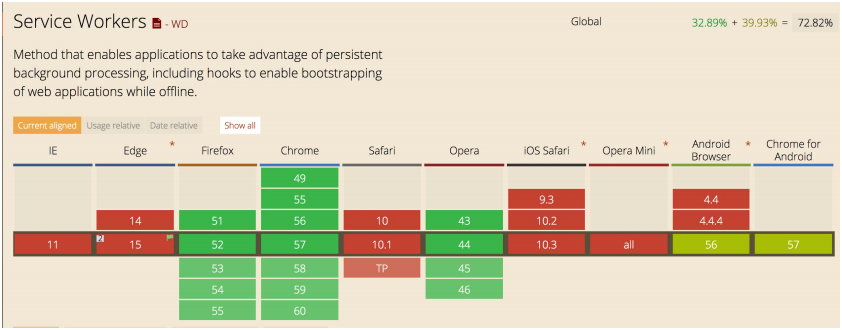 Service Workers - WD
Global 32.89% + 39.93% = 72.82%
Method that enables applications to take advantage of persistent
background processing, including hooks to enable bootstrapping
of web applications while offline.
Current aligned Usage relative Date relative Show all
IE Edge * Firefox Chrome Safari Opera iOS Safari * Opera Mini * Android Browser * Chrome for Android
49
55 9.3 4.4
14 51 56 10 43 10.2 4.4.4
11 2 15 52 57 10.1 44 10.3 all 56 57
53 58 TP 45
54 59 46
55 60